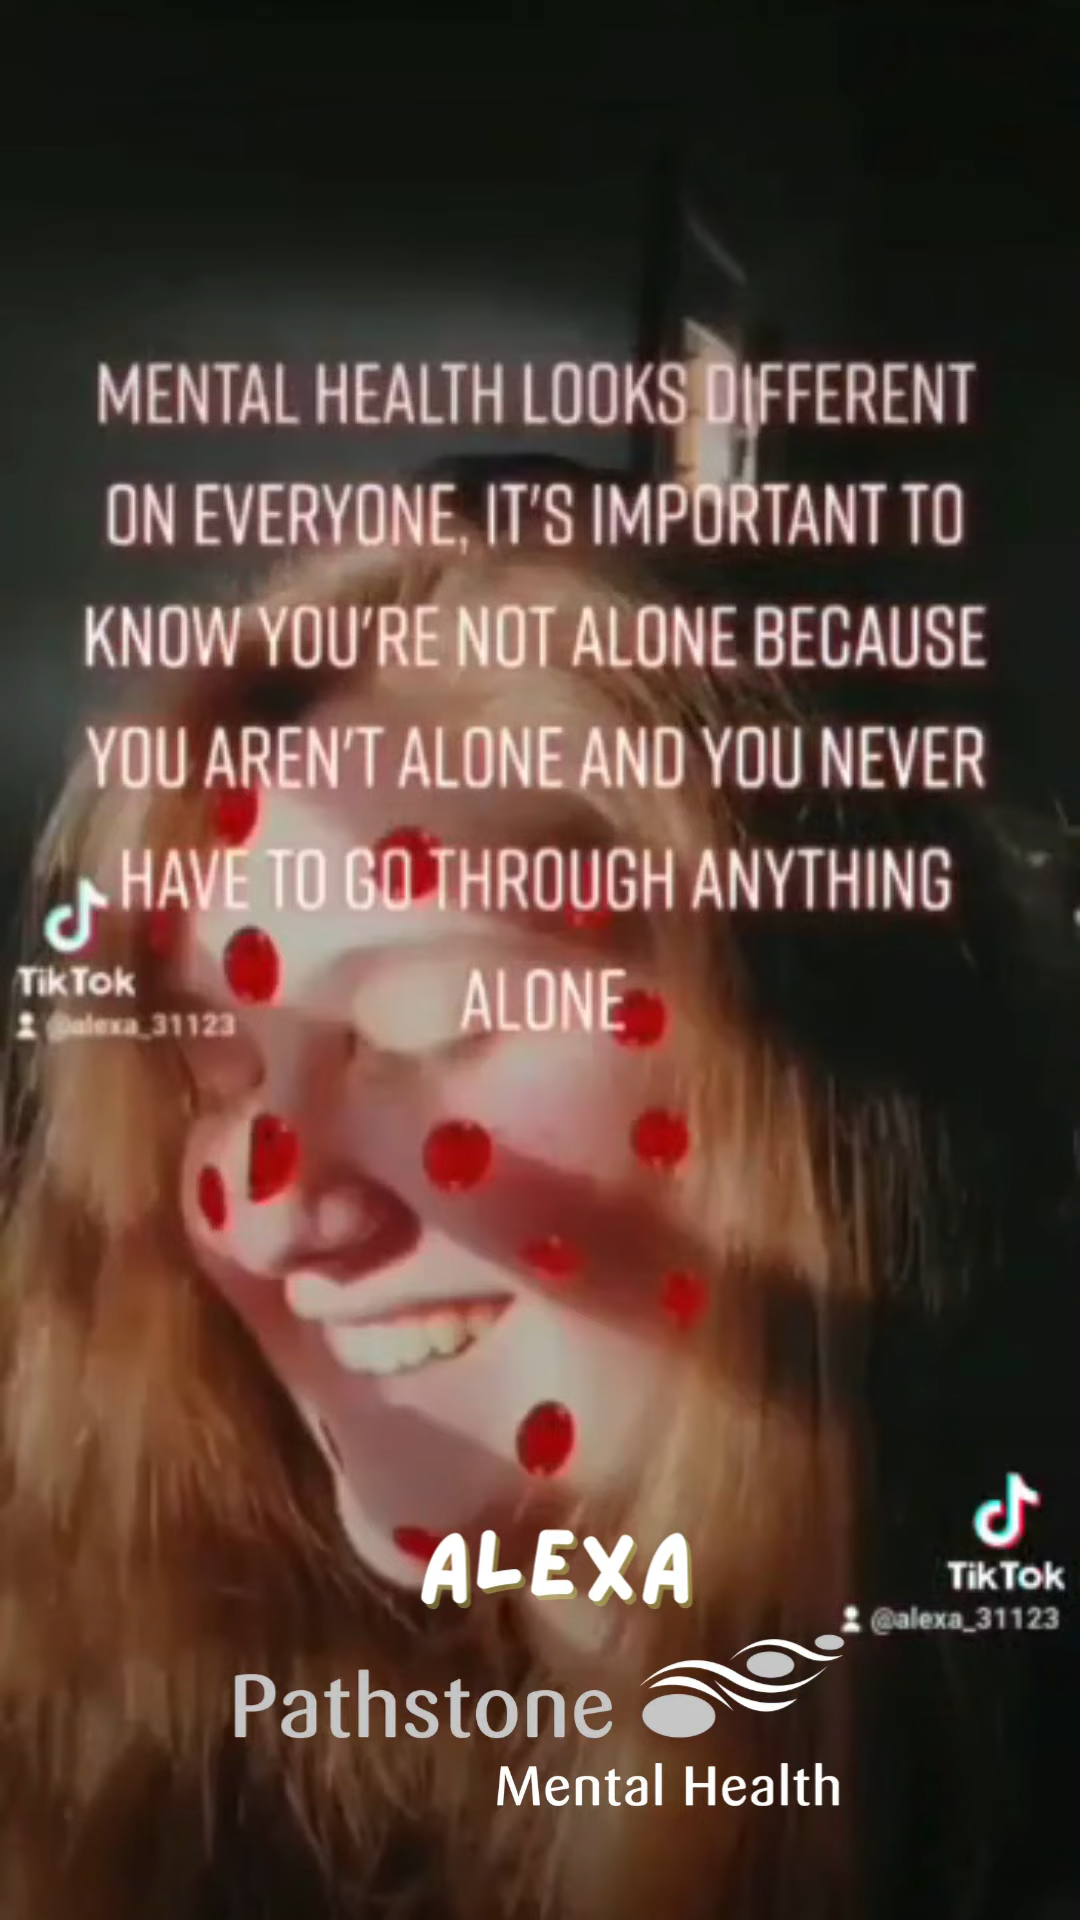 MENTAL HEALTH LOOKS DIFFERENT
ON EVERYONE, IT'S IMPORTANT TO
KNOW YOU'RE NOT ALONE BECAUSE
YOU AREN'T ALONE AND YOU NEVER
HAVE TO GO THROUGH ANYTHING
ALONE
TikTok
@alexa_31123
ALEXA
TikTok
@alexa_31123
Pathstone
Mental Health